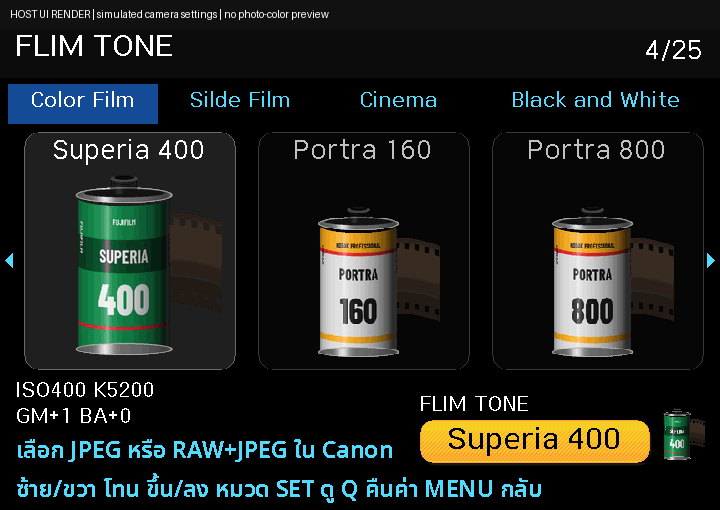 HOST UI RENDER | simulated camera settings | no photo-color preview
FLIM TONE
4/25
Color Film
Silde Film
Cinema
Black and White
Superia 400
Portra 160
Portra 800
FUJIFILM
FUJIFILM
SUPERIA
400
KODAK PROFESSIONAL
PORTRA
160
KODAK PROFESSIONAL
PORTRA
800
ISO400 K5200
GM+1 BA+0
FLIM TONE
Superia 400
SUPERIA
400
เลือก JPEG หรือ RAW+JPEG ใน Canon
ซ้าย/ขวา โทน ขึ้น/ลง หมวด SET ดู Q คืนค่า MENU กลับ